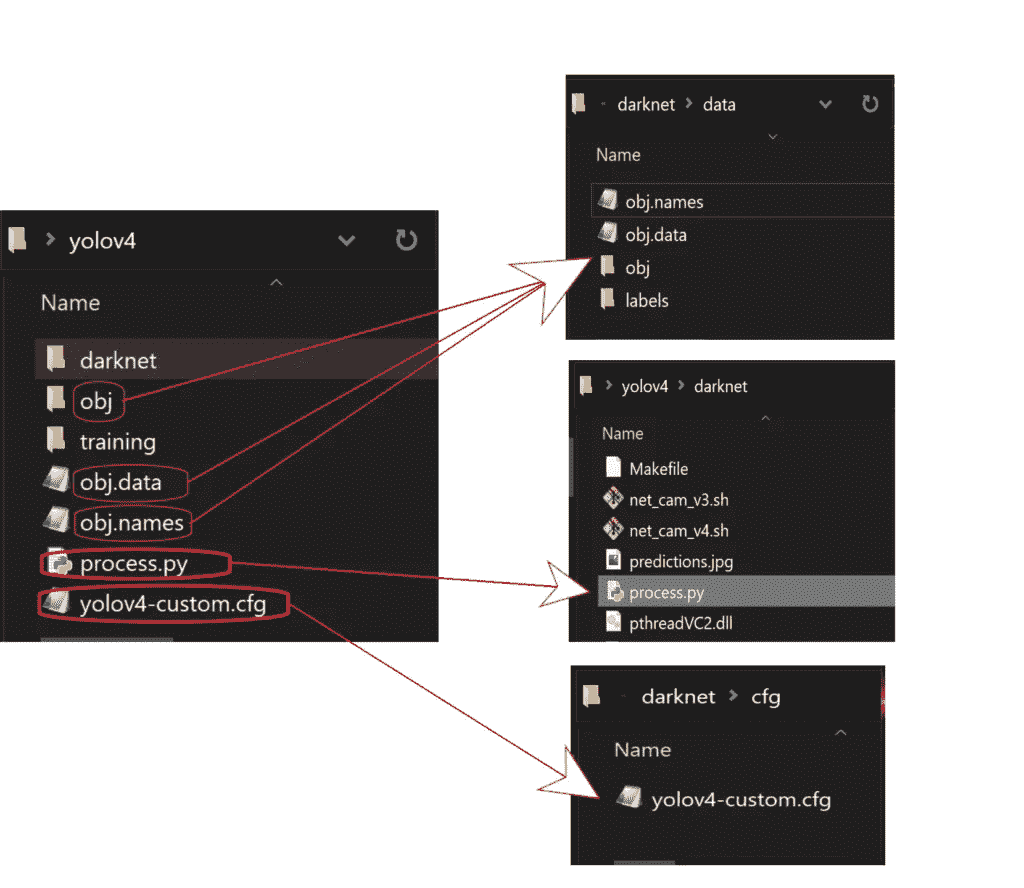 yolov4
Name
darknet
obj
training
obj.data
obj.names
process.py
yolov4-custom.cfg
darknet > data
Name
obj.names
obj.data
obj
labels
yolov4 > darknet
Name
Makefile
net_cam_v3.sh
net_cam_v4.sh
predictions.jpg
process.py
pthreadVC2.dll
darknet > cfg
Name
yolov4-custom.cfg